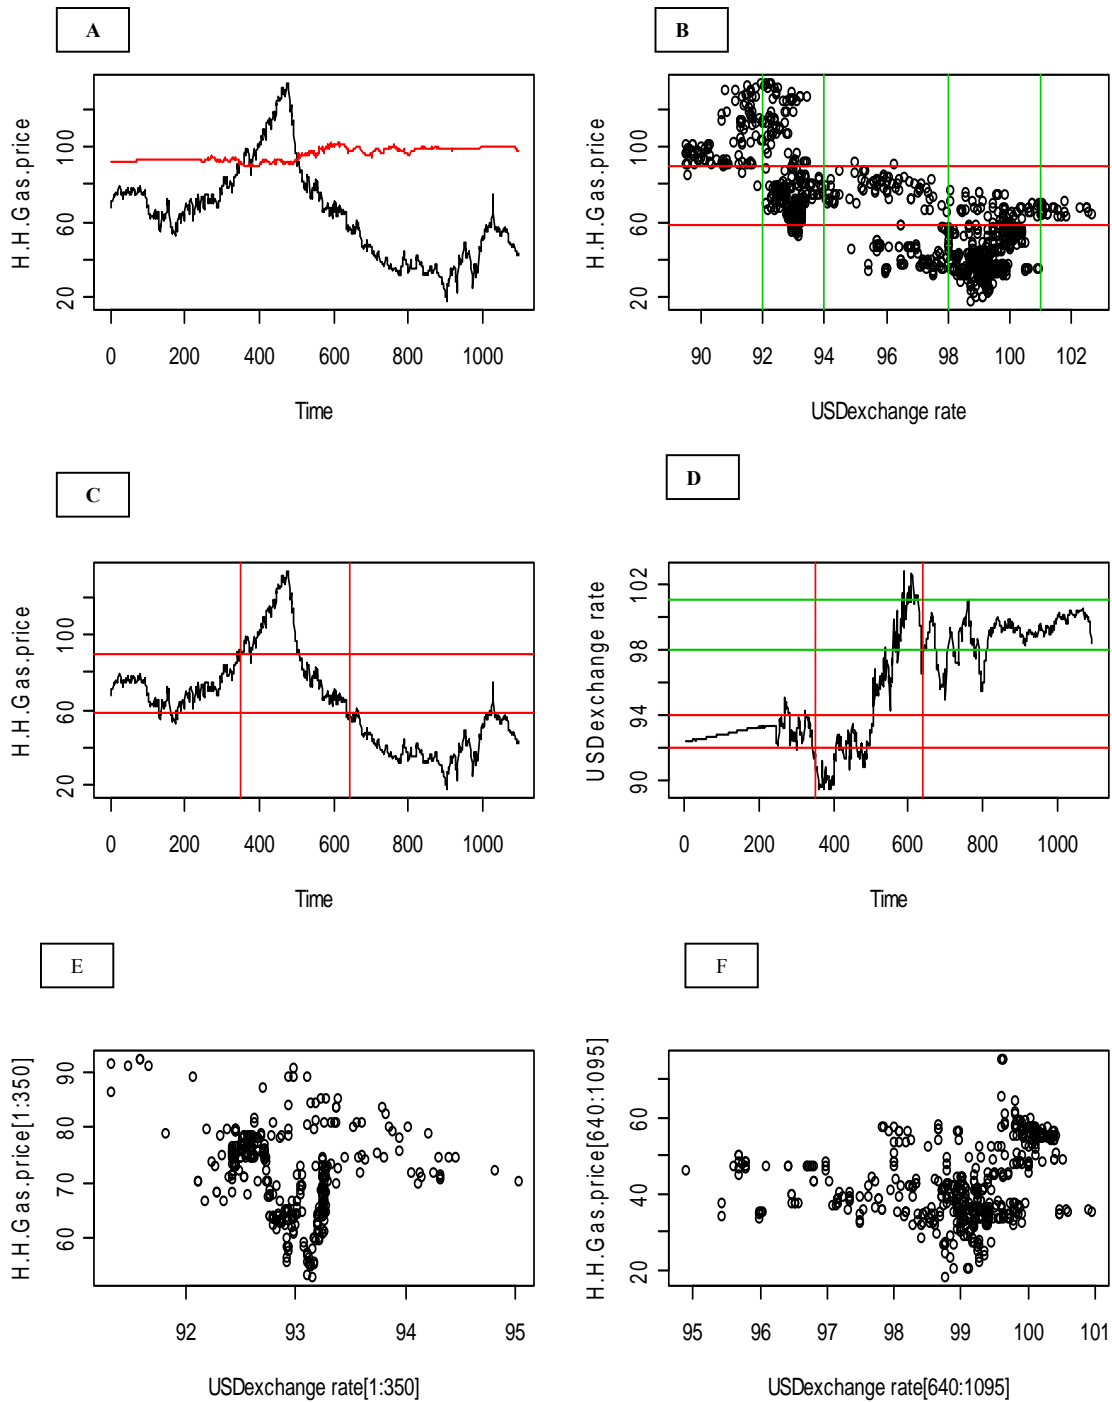 A
B
H.H.Gas.price
20 60 100
0 200 400 600 800 1000
Time
H.H.Gas.price
20 60 100
90 92 94 96 98 100 102
USDexchange rate
C
D
H.H.Gas.price
20 60 100
0 200 400 600 800 1000
Time
USDexchange rate
90 94 98 102
0 200 400 600 800 1000
Time
E
F
H.H.Gas.price[1:350]
60 70 80 90
92 93 94 95
USDexchange rate[1:350]
H.H.Gas.price[640:1095]
20 40 60
95 96 97 98 99 100 101
USDexchange rate[640:1095]